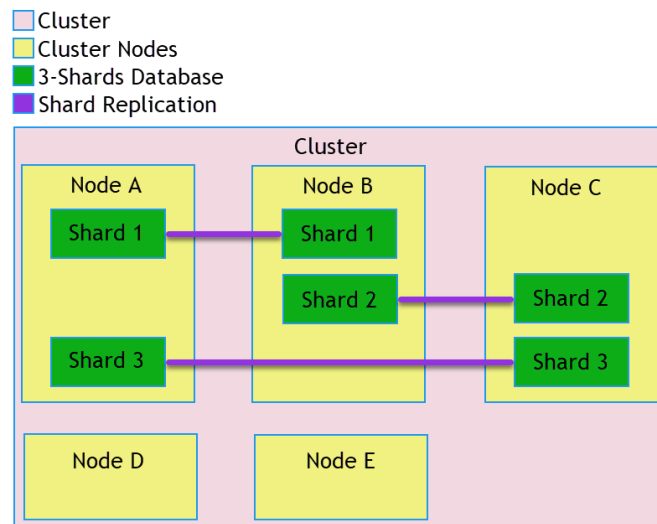 Cluster
Cluster Nodes
3-Shards Database
Shard Replication
Cluster
Node A
Node B
Node C
Shard 1
Shard 1
Shard 2
Shard 2
Shard 3
Shard 3
Node D
Node E